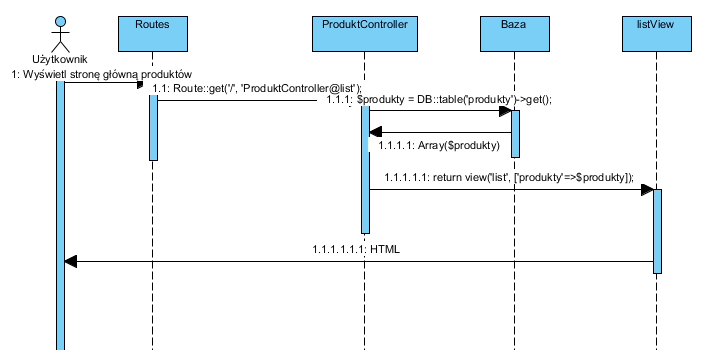 Routes
ProduktController
Baza
listView
Użytkownik
1: Wyświetl stronę główną produktów
1.1: Route::get('/', 'ProduktController@list');
1.1.1: $produkty = DB::table('produkty')->get();
1.1.1.1: Array($produkty)
1.1.1.1.1: return view('list', ['produkty'=>$produkty]);
1.1.1.1.1.1: HTML